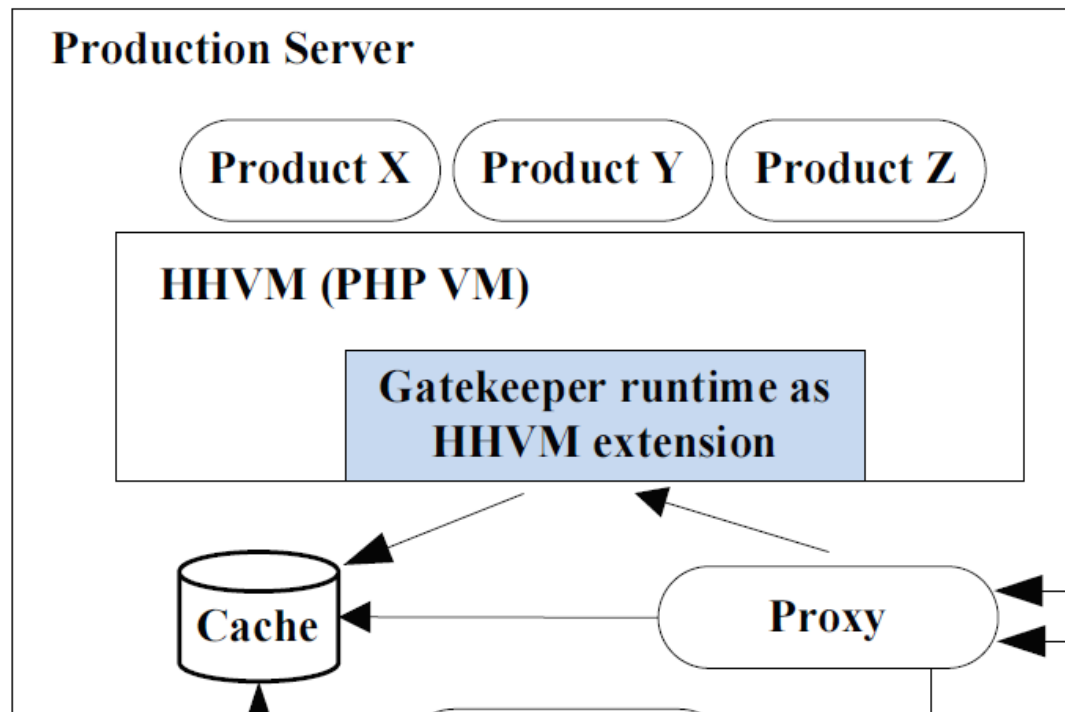 Production Server
Product X
Product Y
Product Z
HHVM (PHP VM)
Gatekeeper runtime as
HHVM extension
Cache
Proxy